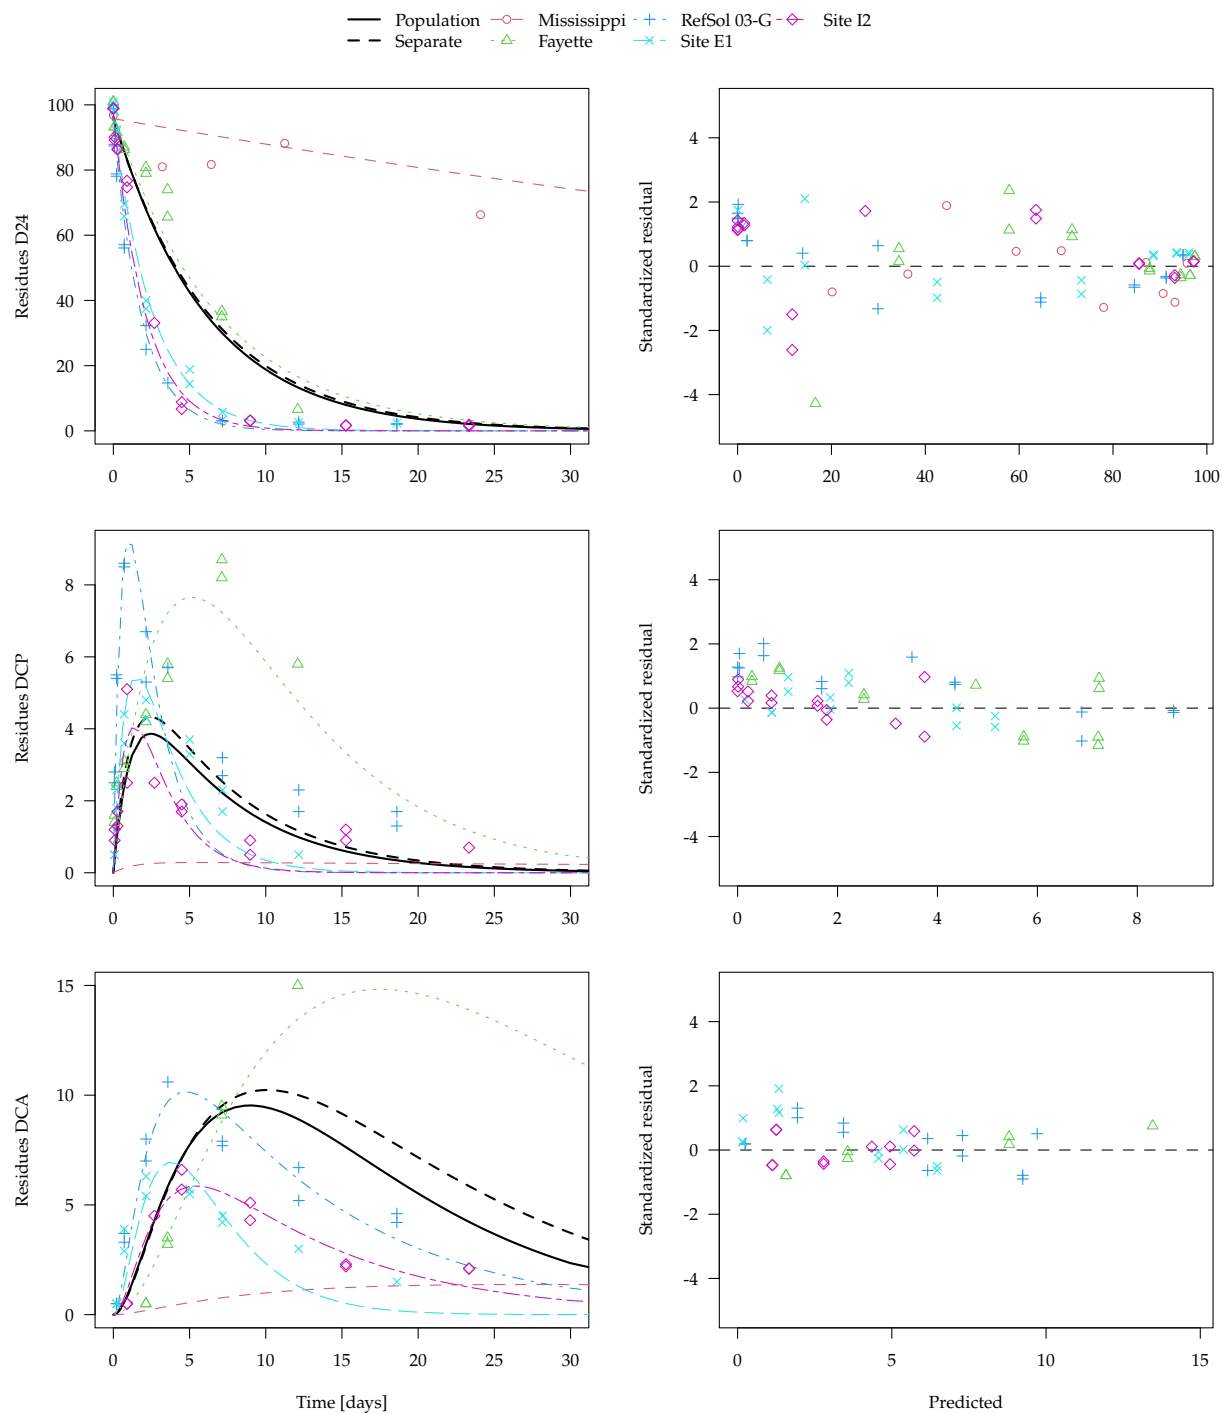 Population Mississippi RefSol 03-G Site I2
Separate Fayette Site E1
Residues D24
100
80
60
40
20
0
0 5 10 15 20 25 30
Standardized residual
4
2
0
-2
-4
0 20 40 60 80 100
Residues DCP
8
6
4
2
0
0 5 10 15 20 25 30
Standardized residual
4
2
0
-2
-4
0 2 4 6 8
Residues DCA
15
10
5
0
0 5 10 15 20 25 30
Time [days]
Standardized residual
4
2
0
-2
-4
0 5 10 15
Predicted